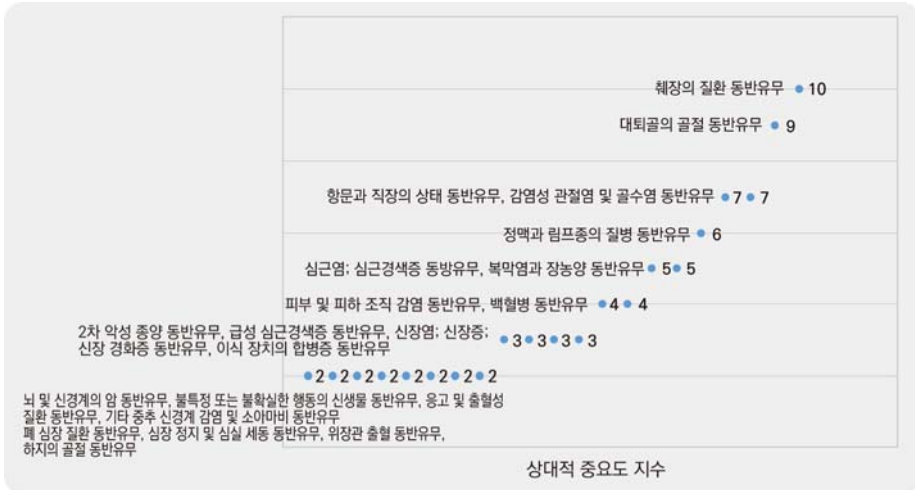 췌장의 질환 동반유무 10
대퇴골의 골절 동반유무 9
항문과 직장의 상태 동반유무, 감염성 관절염 및 골수염 동반유무 7 7
정맥과 림프종의 질병 동반유무 6
심근염; 심근경색증 동방유무, 복막염과 장농양 동반유무 5 5
피부 및 피하 조직 감염 동반유무, 백혈병 동반유무 4 4
2차 악성 종양 동반유무, 급성 심근경색증 동반유무, 신장염; 신장증;
신장 경화증 동반유무, 이식 장치의 합병증 동반유무
3 3 3 3
2 2 2 2 2 2 2 2
뇌 및 신경계의 암 동반유무, 불특정 또는 불확실한 행동의 신생물 동반유무, 응고 및 출혈성
질환 동반유무, 기타 중추 신경계 감염 및 소아마비 동반유무
폐 심장 질환 동반유무, 심장 정지 및 심실 세동 동반유무, 위장관 출혈 동반유무,
하지의 골절 동반유무
상대적 중요도 지수